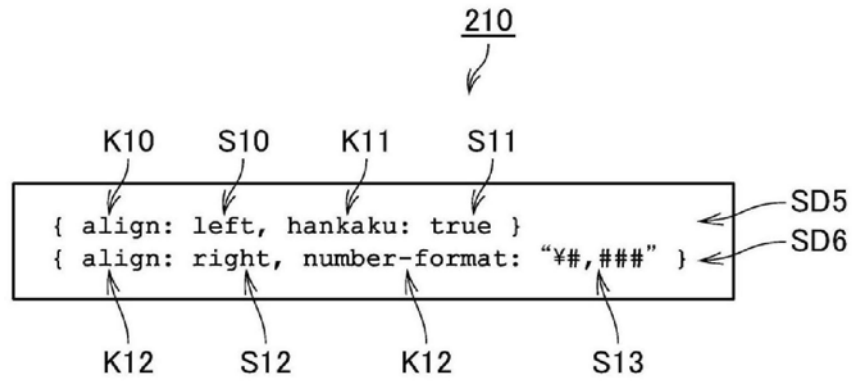 210
K10 S10 K11 S11
{ align: left, hankaku: true } SD5
{ align: right, number-format: “¥#,###” } SD6
K12 S12 K12 S13